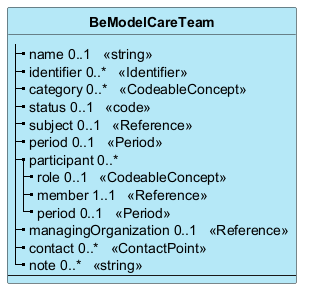 BeModelCareTeam
name 0..1 «string»
identifier 0..* «Identifier»
category 0..* «CodeableConcept»
status 0..1 «code»
subject 0..1 «Reference»
period 0..1 «Period»
participant 0..*
role 0..1 «CodeableConcept»
member 1..1 «Reference»
period 0..1 «Period»
managingOrganization 0..1 «Reference»
contact 0..* «ContactPoint»
note 0..* «string»